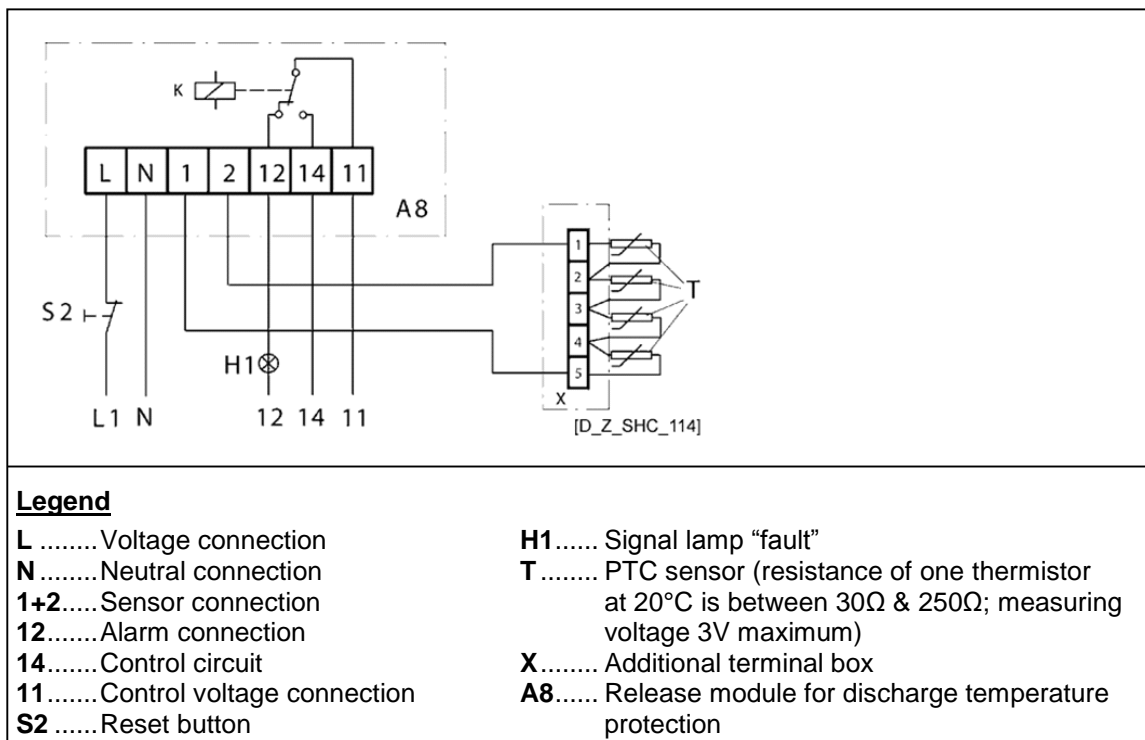 K
L N 1 2 12 14 11
A8
1
2
3
4
5
T
S2
H1
X
L1 N 12 14 11
[D_Z_SHC_114]
Legend
L ........Voltage connection
N ........Neutral connection
1+2.....Sensor connection
12.......Alarm connection
14.......Control circuit
11.......Control voltage connection
S2 ......Reset button
H1...... Signal lamp “fault”
T ........ PTC sensor (resistance of one thermistor
at 20°C is between 30Ω & 250Ω; measuring
voltage 3V maximum)
X........ Additional terminal box
A8...... Release module for discharge temperature
protection